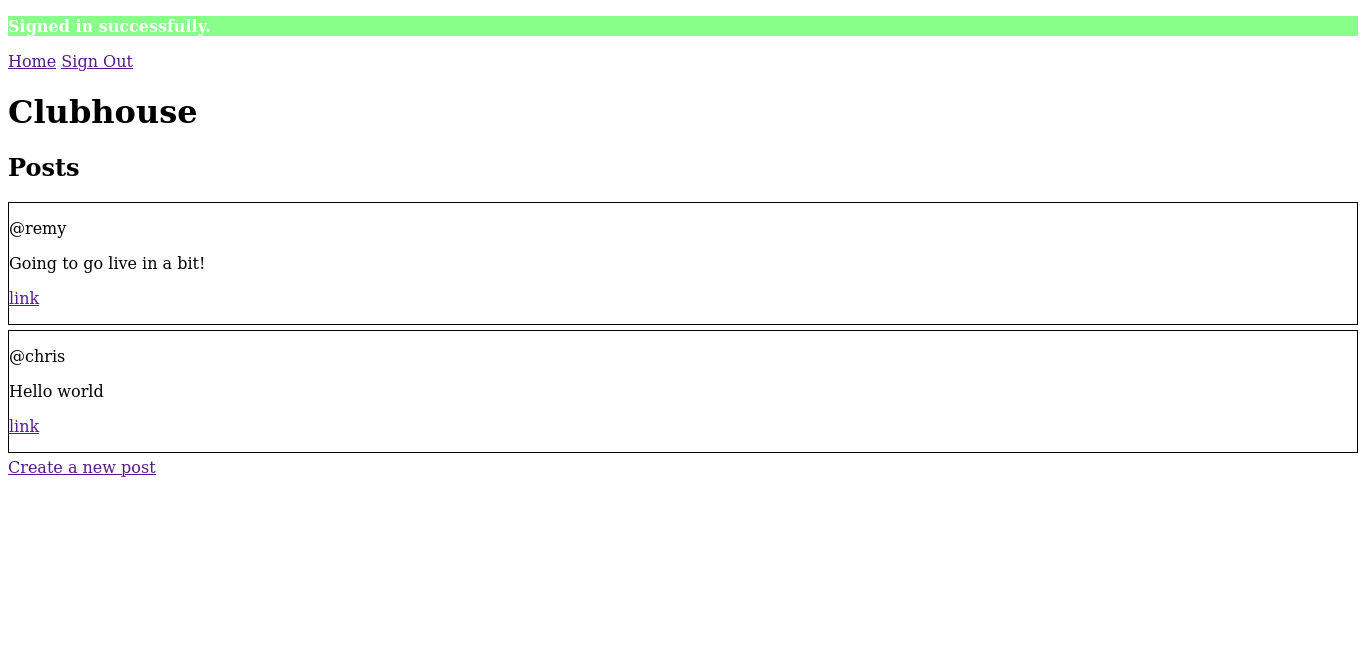 Signed in successfully.
Home Sign Out
Clubhouse
Posts
@remy
Going to go live in a bit!
link
@chris
Hello world
link
Create a new post